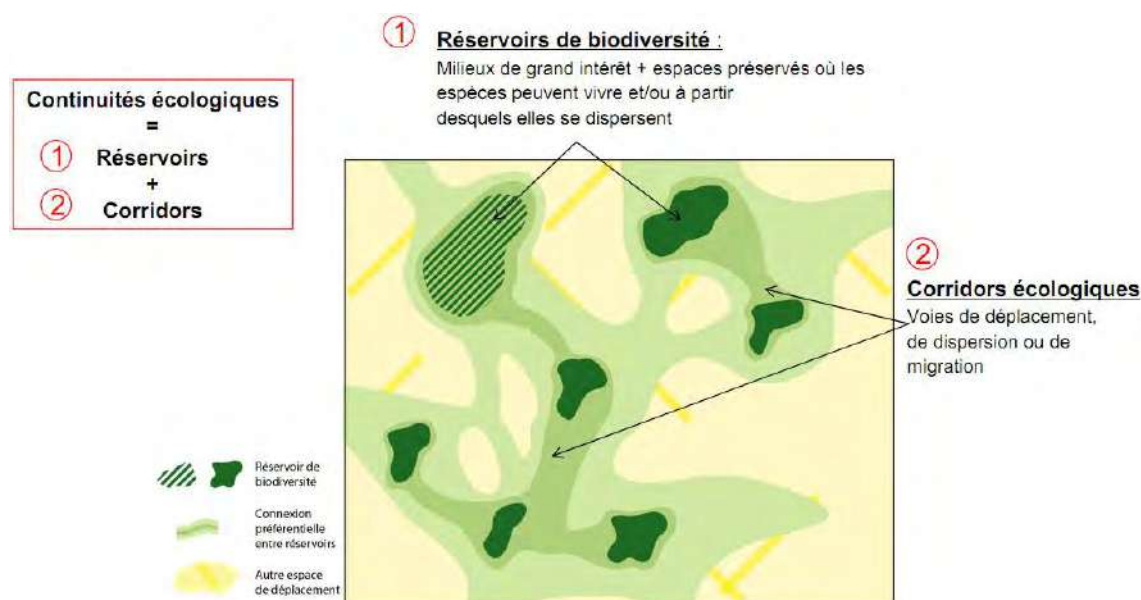 ① Réservoirs de biodiversité :
Milieux de grand intérêt + espaces préservés où les
espèces peuvent vivre et/ou à partir
desquels elles se dispersent
Continuités écologiques
=
① Réservoirs
+
② Corridors
②
Corridors écologiques
Voies de déplacement,
de dispersion ou de
migration
Réservoir de
biodiversité
Connexion
préférentielle
entre réservoirs
Autre espace
de déplacement